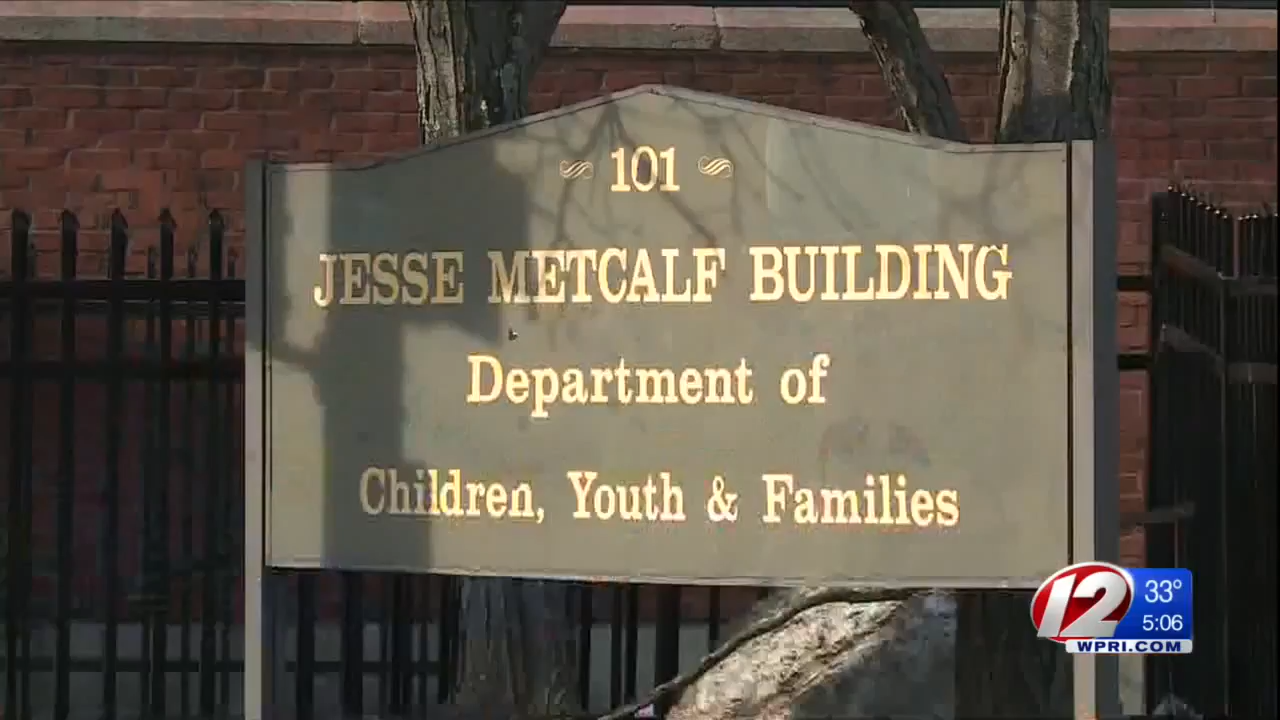 101
JESSE METCALF BUILDING
Department of
Children, Youth & Families
12
33°
5:06
WPRI.COM